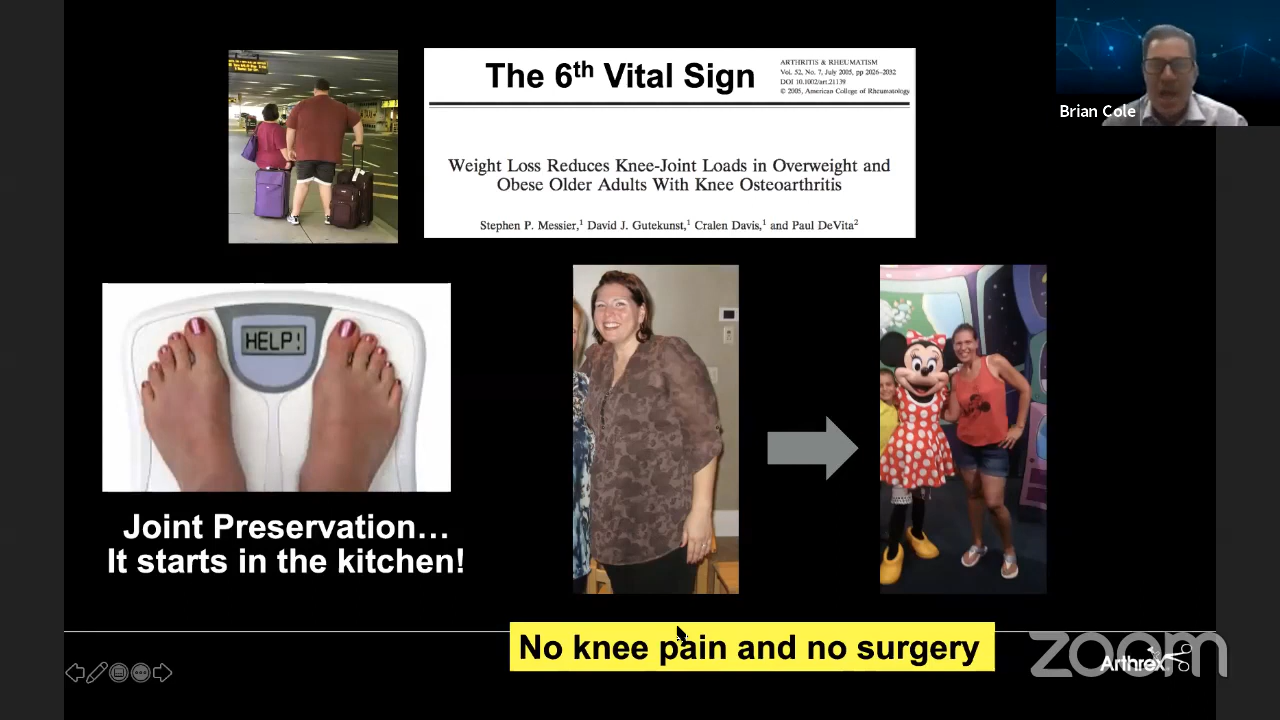 The 6th Vital Sign
ARTHRITIS & RHEUMATISM
Vol. 52, No. 7, July 2005, pp 2026–2032
DOI 10.1002/art.21139
© 2005, American College of Rheumatology
Brian Cole
Weight Loss Reduces Knee-Joint Loads in Overweight and
Obese Older Adults With Knee Osteoarthritis
Stephen P. Messier,1 David J. Gutekunst,1 Cralen Davis,1 and Paul DeVita2
HELP!
Joint Preservation…
It starts in the kitchen!
No knee pain and no surgery
zoom
Arthrex